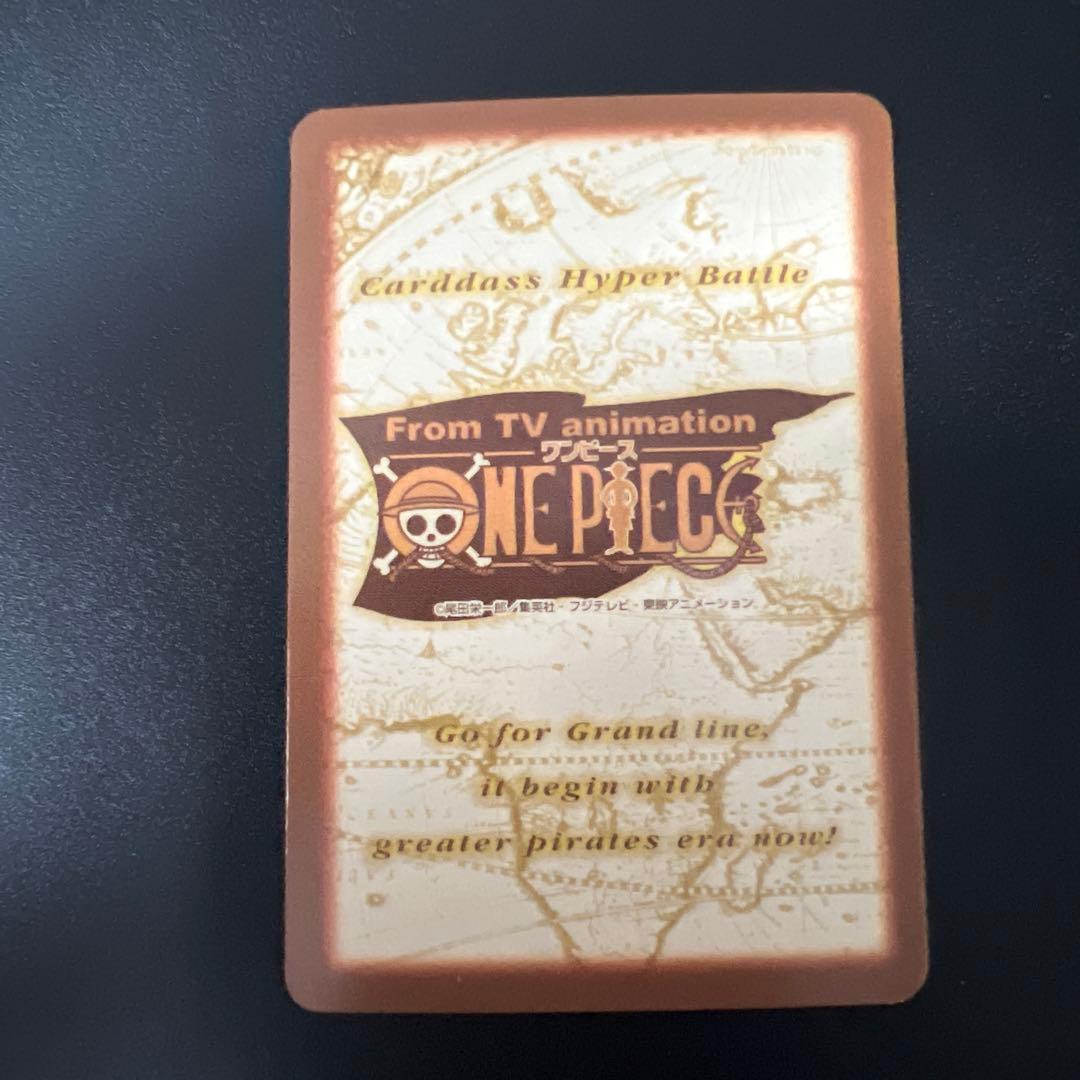 Carddass Hyper Battle
From TV animation
ワンピース
ONE PIECE
©尾田栄一郎／集英社・フジテレビ・東映アニメーション
Go for Grand line,
it begin with
greater pirates era now!